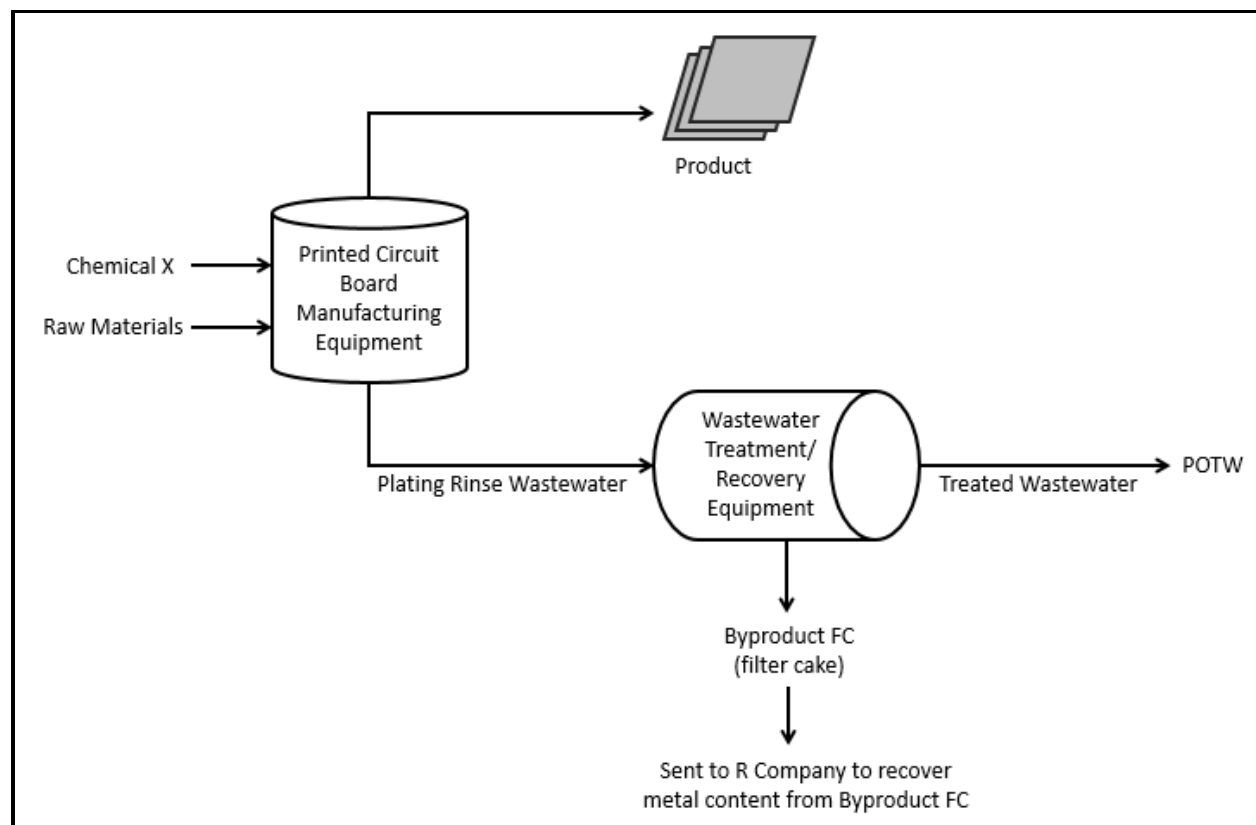 Product
Chemical X
Raw Materials
Printed Circuit
Board
Manufacturing
Equipment
Plating Rinse Wastewater
Wastewater
Treatment/
Recovery
Equipment
Treated Wastewater
POTW
Byproduct FC
(filter cake)
Sent to R Company to recover
metal content from Byproduct FC